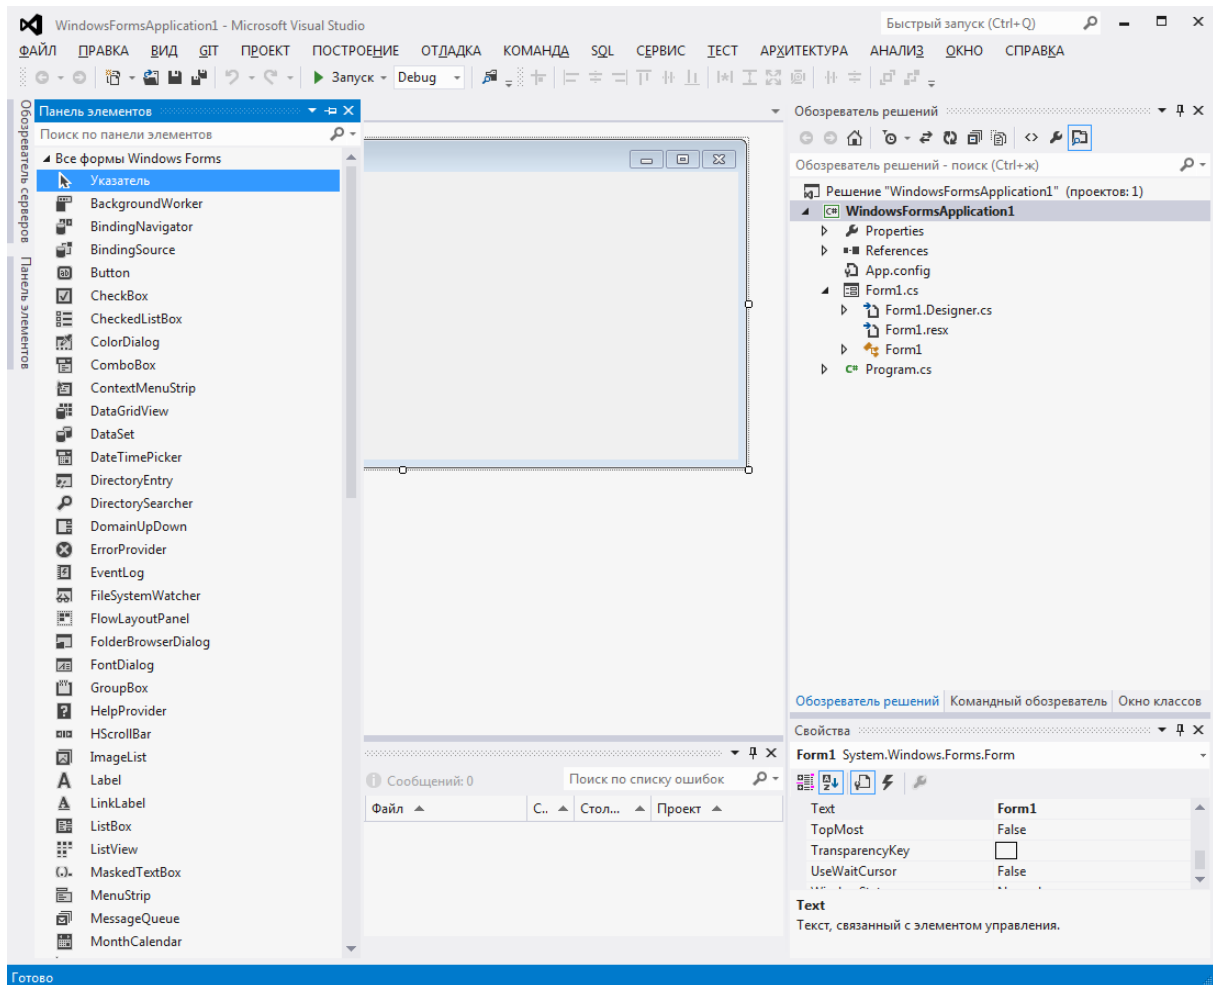 WindowsFormsApplication1 - Microsoft Visual Studio
Быстрый запуск (Ctrl+Q)
ФАЙЛ ПРАВКА ВИД GIT ПРОЕКТ ПОСТРОЕНИЕ ОТЛАДКА КОМАНДА SQL СЕРВИС ТЕСТ АРХИТЕКТУРА АНАЛИЗ ОКНО СПРАВКА
Запуск Debug
Обозреватель серверов
Панель элементов
Панель элементов
Поиск по панели элементов
Все формы Windows Forms
Указатель
BackgroundWorker
BindingNavigator
BindingSource
Button
CheckBox
CheckedListBox
ColorDialog
ComboBox
ContextMenuStrip
DataGridView
DataSet
DateTimePicker
DirectoryEntry
DirectorySearcher
DomainUpDown
ErrorProvider
EventLog
FileSystemWatcher
FlowLayoutPanel
FolderBrowserDialog
FontDialog
GroupBox
HelpProvider
HScrollBar
ImageList
Label
LinkLabel
ListBox
ListView
MaskedTextBox
MenuStrip
MessageQueue
MonthCalendar
Сообщений: 0
Поиск по списку ошибок
Файл С.. Стол... Проект
Обозреватель решений
Обозреватель решений - поиск (Ctrl+ж)
Решение "WindowsFormsApplication1" (проектов: 1)
C# WindowsFormsApplication1
Properties
References
App.config
Form1.cs
Form1.Designer.cs
Form1.resx
Form1
C# Program.cs
Обозреватель решений Командный обозреватель Окно классов
Свойства
Form1 System.Windows.Forms.Form
Text Form1
TopMost False
TransparencyKey
UseWaitCursor False
Text
Текст, связанный с элементом управления.
Готово